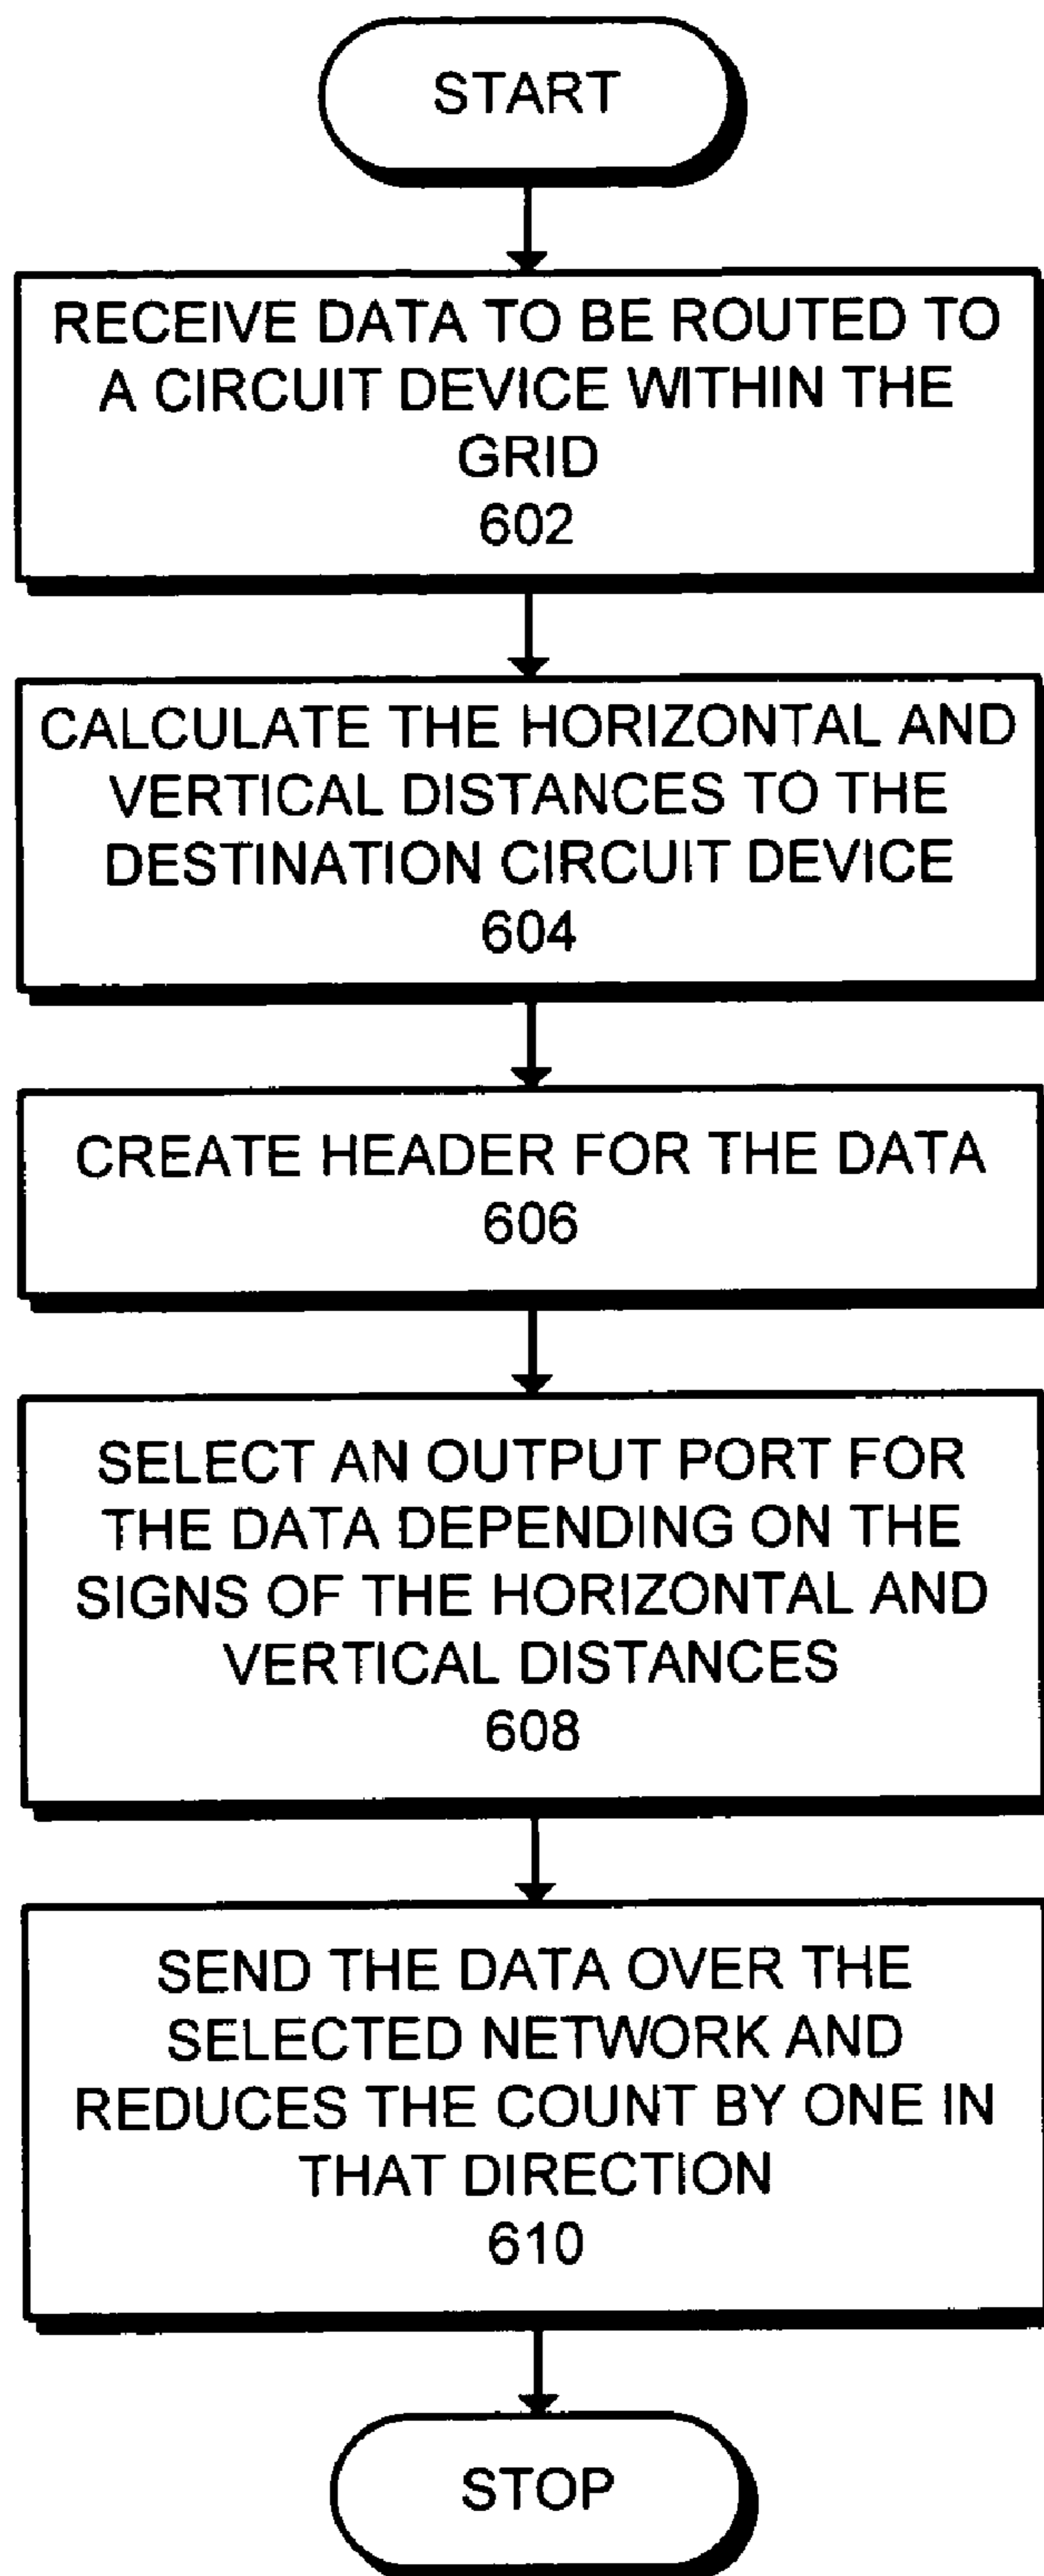 START
RECEIVE DATA TO BE ROUTED TO
A CIRCUIT DEVICE WITHIN THE
GRID
602
CALCULATE THE HORIZONTAL AND
VERTICAL DISTANCES TO THE
DESTINATION CIRCUIT DEVICE
604
CREATE HEADER FOR THE DATA
606
SELECT AN OUTPUT PORT FOR
THE DATA DEPENDING ON THE
SIGNS OF THE HORIZONTAL AND
VERTICAL DISTANCES
608
SEND THE DATA OVER THE
SELECTED NETWORK AND
REDUCES THE COUNT BY ONE IN
THAT DIRECTION
610
STOP